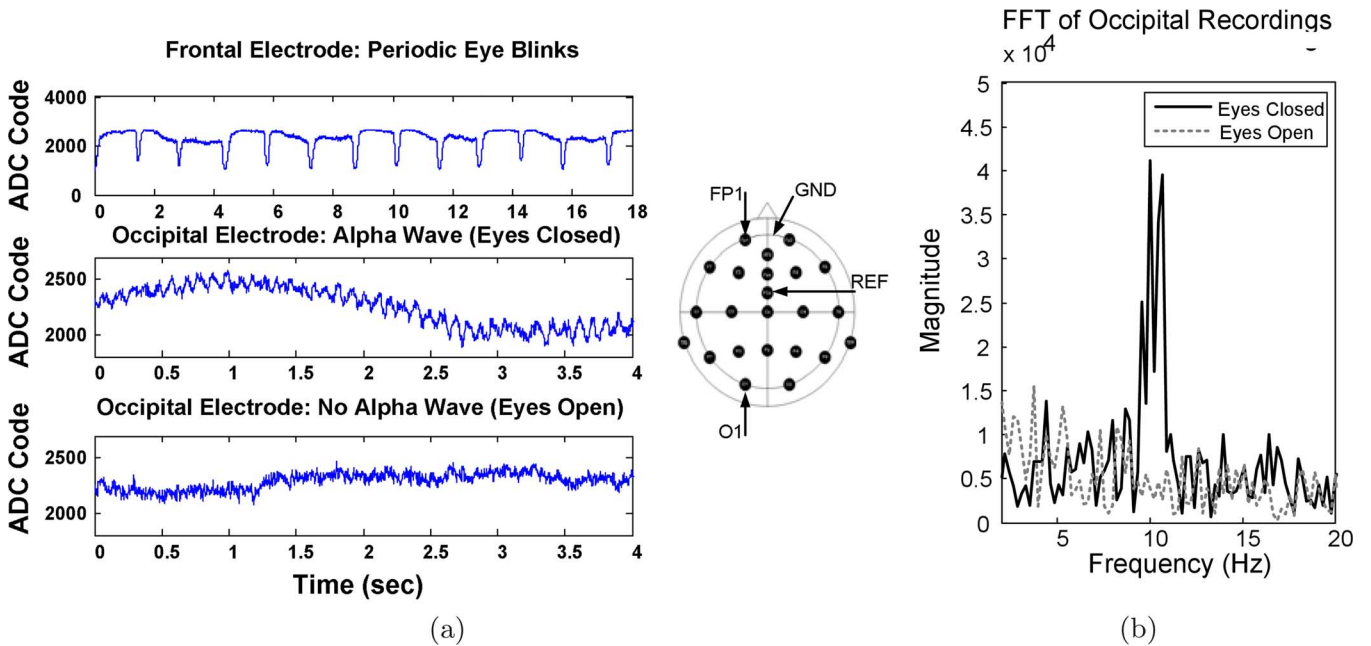 Frontal Electrode: Periodic Eye Blinks
ADC Code
4000
2000
0
0 2 4 6 8 10 12 14 16 18
Occipital Electrode: Alpha Wave (Eyes Closed)
ADC Code
2500
2000
0 0.5 1 1.5 2 2.5 3 3.5 4
Occipital Electrode: No Alpha Wave (Eyes Open)
ADC Code
2500
2000
0 0.5 1 1.5 2 2.5 3 3.5 4
Time (sec)
FP1
GND
REF
O1
(a)
FFT of Occipital Recordings
x 10⁴
5
4.5
4
3.5
3
2.5
2
1.5
1
0.5
0
Magnitude
Eyes Closed
Eyes Open
5 10 15 20
Frequency (Hz)
(b)